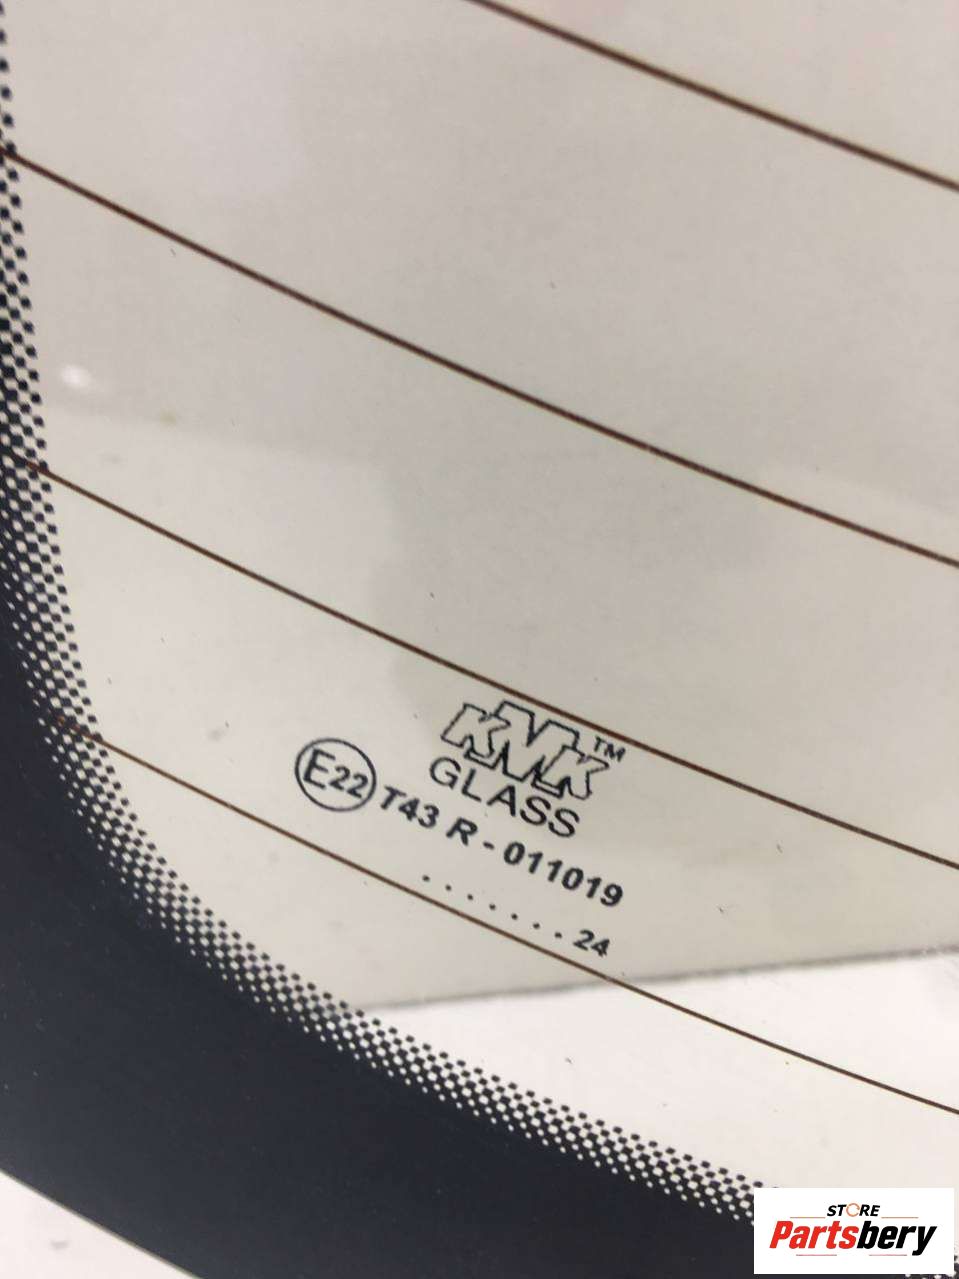 KMK™
GLASS
E22 T43 R - 011019
. . . . . . . 24
STORE
Partsbery